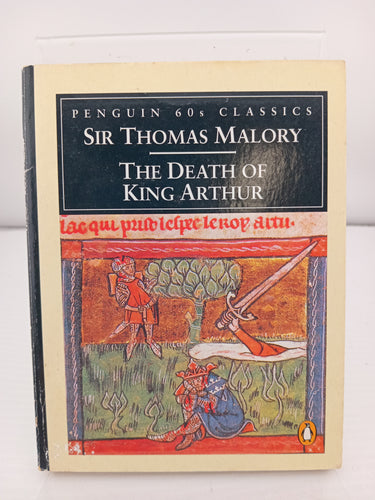 PENGUIN 60s CLASSICS
SIR THOMAS MALORY
THE DEATH OF
KING ARTHUR